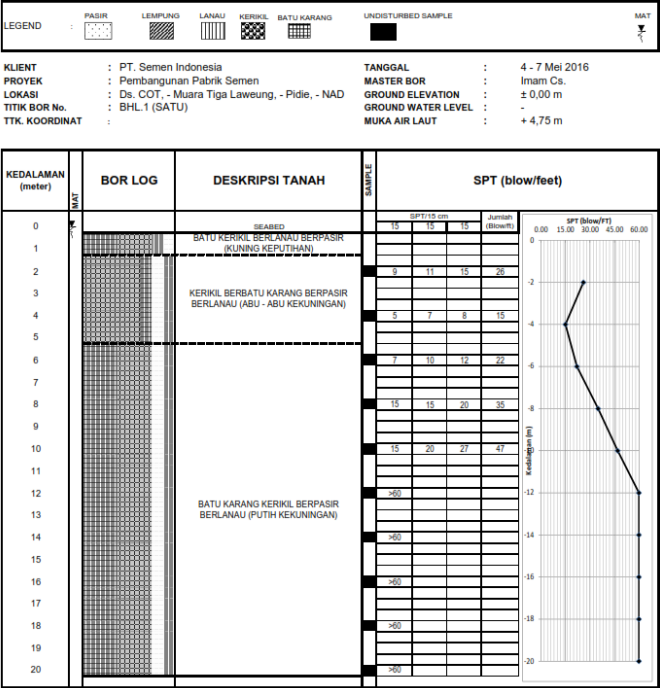 LEGEND :
PASIR LEMPUNG LANAU KERIKIL BATU KARANG UNDISTURBED SAMPLE MAT
KLIENT : PT. Semen Indonesia
PROYEK : Pembangunan Pabrik Semen
LOKASI : Ds. COT, - Muara Tiga Laweung, - Pidie, - NAD
TITIK BOR No. : BHL.1 (SATU)
TTK. KOORDINAT :
TANGGAL : 4 - 7 Mei 2016
MASTER BOR : Imam Cs.
GROUND ELEVATION : ± 0,00 m
GROUND WATER LEVEL : -
MUKA AIR LAUT : + 4,75 m
KEDALAMAN (meter) MAT BOR LOG DESKRIPSI TANAH SAMPLE SPT (blow/feet)
SPT/15 cm Jumlah
15 15 15 (Blow/ft)
0 SEABED
BATU KERIKIL BERLANAU BERPASIR
1 (KUNING KEPUTIHAN)
2 9 11 15 26
3 KERIKIL BERBATU KARANG BERPASIR
BERLANAU (ABU - ABU KEKUNINGAN)
4 5 7 8 15
5
6 7 10 12 22
7
8 15 15 20 35
9
10 15 20 27 47
11
12 >60
BATU KARANG KERIKIL BERPASIR
13 BERLANAU (PUTIH KEKUNINGAN)
14 >60
15
16 >60
17
18 >60
19
20 >60
SPT (blow/FT)
0.00 15.00 30.00 45.00 60.00
0
-2
-4
-6
-8
-10
-12
-14
-16
-18
-20
Kedalaman (m)